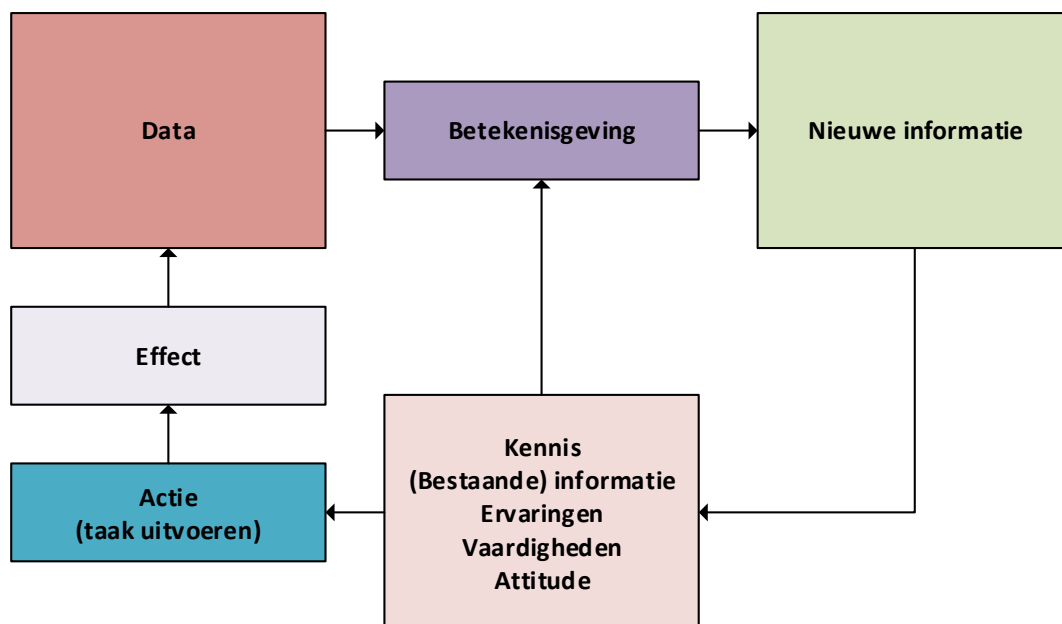 Data
Betekenisgeving
Nieuwe informatie
Effect
Kennis
(Bestaande) informatie
Ervaringen
Vaardigheden
Attitude
Actie
(taak uitvoeren)